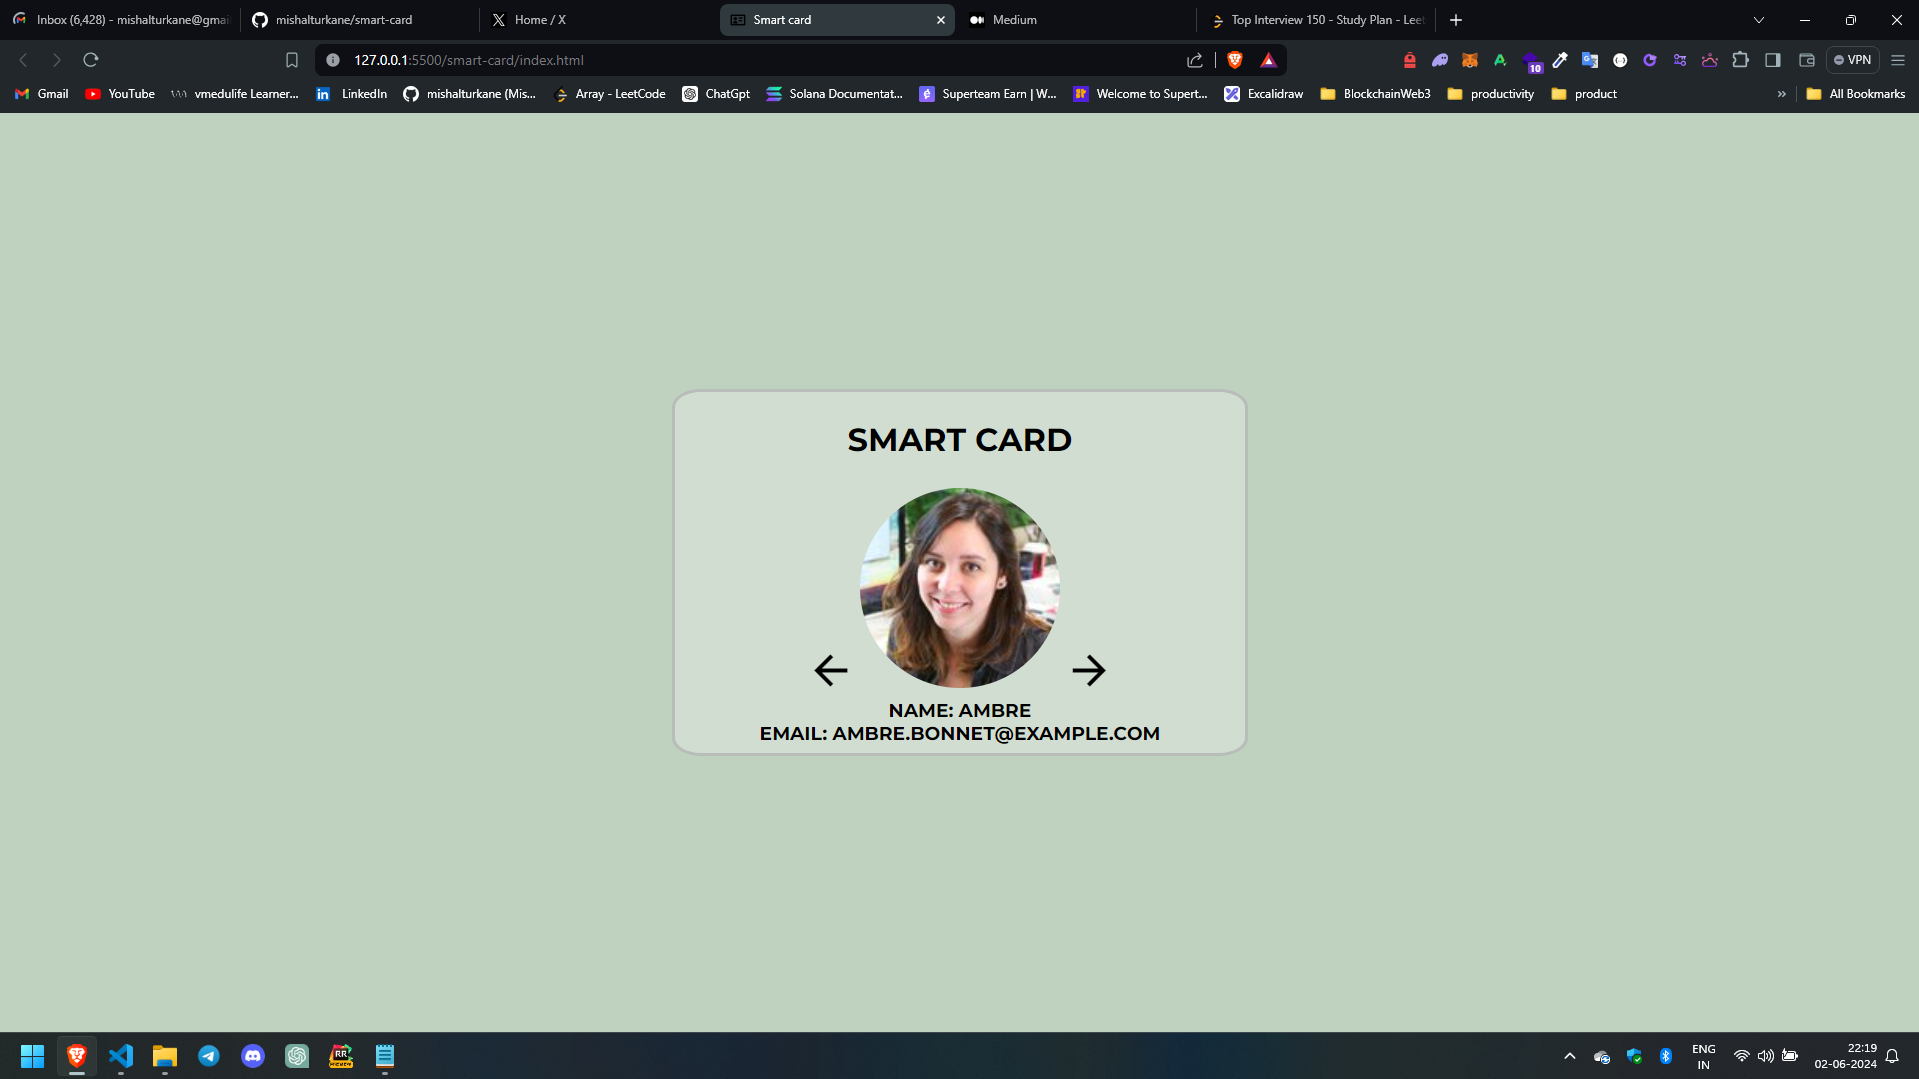 Inbox (6,428) - mishalturkane@gmai
mishalturkane/smart-card
Home / X
Smart card
Medium
Top Interview 150 - Study Plan - Leet
127.0.0.1:5500/smart-card/index.html
10
VPN
Gmail
YouTube
vmedulife Learner...
LinkedIn
mishalturkane (Mis...
Array - LeetCode
ChatGpt
Solana Documentat...
Superteam Earn | W...
Welcome to Supert...
Excalidraw
BlockchainWeb3
productivity
product
All Bookmarks
SMART CARD
NAME: AMBRE
EMAIL: AMBRE.BONNET@EXAMPLE.COM
RR
ENG
IN
22:19
02-06-2024